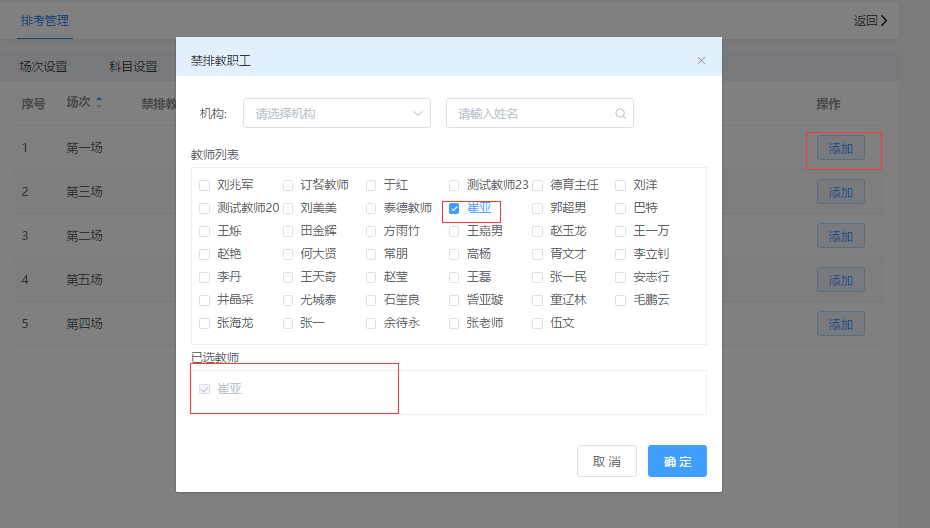 排考管理 返回
场次设置 科目设置
序号 场次 禁排教 操作
1 第一场 添加
2 第三场 添加
3 第二场 添加
4 第五场 添加
5 第四场 添加
禁排教职工
机构: 请选择机构 请输入姓名
教师列表
刘兆军 订餐教师 于红 测试教师23 德育主任 刘洋
测试教师20 刘美美 泰德教师 崔亚 郭超男 巴特
王烁 田金辉 方雨竹 王嘉男 赵玉龙 王一万
赵艳 何大贤 常朋 高杨 胥文才 李立钊
李丹 王天奇 赵莹 王磊 张一民 安志行
井晶采 尤城泰 石笙良 訾亚璇 童辽林 毛鹏云
张海龙 张一 余待永 张老师 伍文
已选教师
崔亚
取消 确定